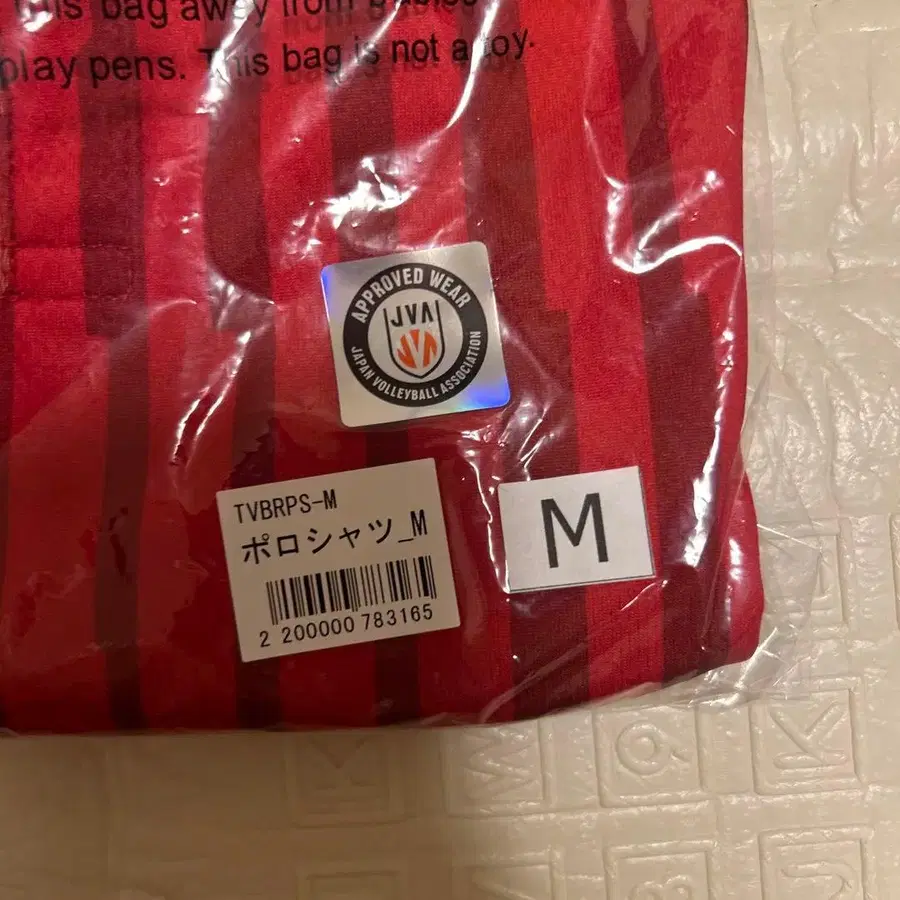 this bag away from babies
play pens. This bag is not a toy.
APPROVED WEAR
JVA
JAPAN VOLLEYBALL ASSOCIATION
TVBRPS-M
ポロシャツ_M
2 200000 783165
M
K
W
9
K